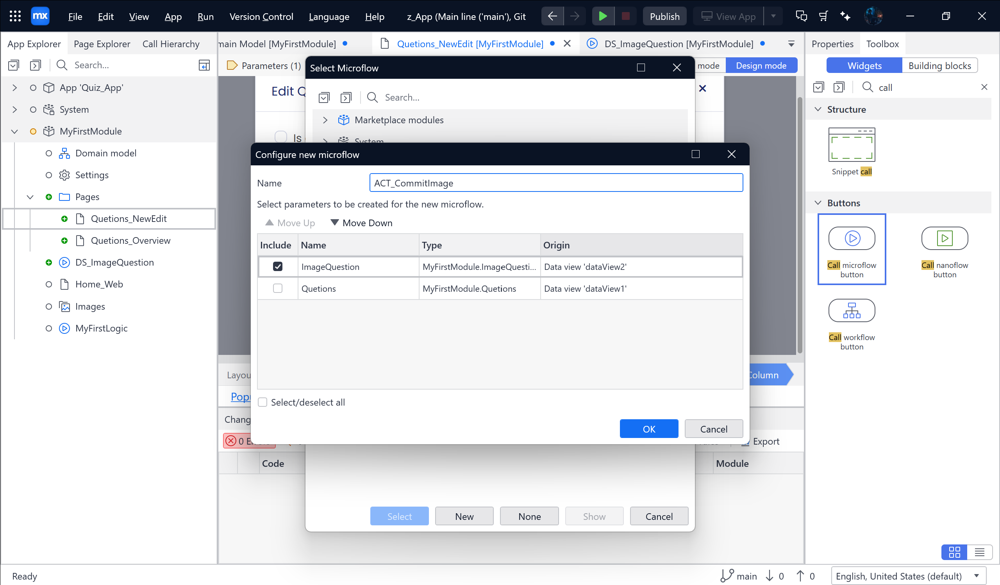 mx File Edit View App Run Version Control Language Help z_App (Main line ('main'), Git Publish View App
App Explorer Page Explorer Call Hierarchy
main Model [MyFirstModule] Quetions_NewEdit [MyFirstModule] DS_ImageQuestion [MyFirstModule]
Properties Toolbox
Search...
Parameters (1)
mode Design mode
Widgets Building blocks
call
App 'Quiz_App'
System
MyFirstModule
Domain model
Settings
Pages
Quetions_NewEdit
Quetions_Overview
DS_ImageQuestion
Home_Web
Images
MyFirstLogic
Edit Q
Is
Select Microflow
Search...
Marketplace modules
System
Configure new microflow
Name ACT_CommitImage
Select parameters to be created for the new microflow.
Move Up Move Down
Include Name Type Origin
ImageQuestion MyFirstModule.ImageQuesti... Data view 'dataView2'
Quetions MyFirstModule.Quetions Data view 'dataView1'
Select/deselect all
OK Cancel
Layou
Column
Popu
Chang
0 E
Export
Code Module
Select New None Show Cancel
Structure
Snippet call
Buttons
Call microflow button
Call nanoflow button
Call workflow button
Ready
main 0 0 English, United States (default)